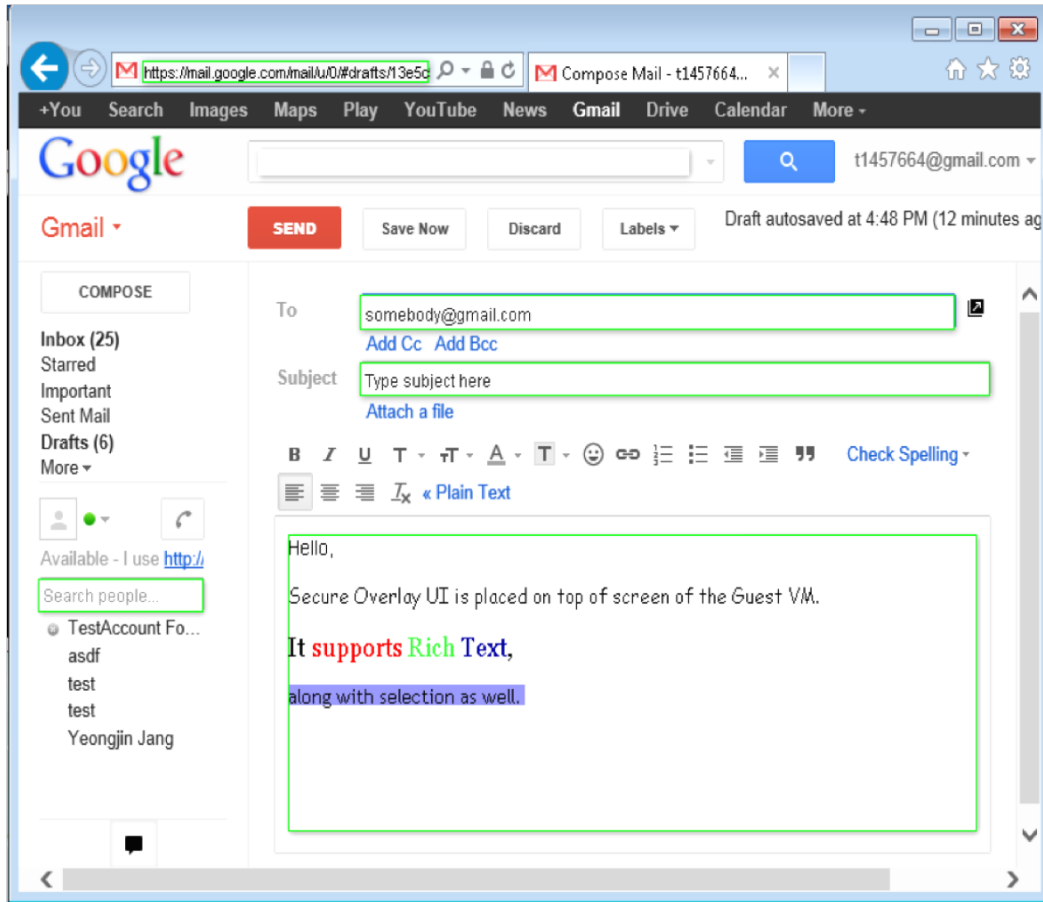 https://mail.google.com/mail/u/0/#drafts/13e5c
Compose Mail - t1457664...
+You Search Images Maps Play YouTube News Gmail Drive Calendar More
Google
t1457664@gmail.com
Gmail
SEND Save Now Discard Labels Draft autosaved at 4:48 PM (12 minutes ag
COMPOSE
Inbox (25)
Starred
Important
Sent Mail
Drafts (6)
More
Available - I use http://
Search people...
TestAccount Fo...
asdf
test
test
Yeongjin Jang
To somebody@gmail.com
Add Cc Add Bcc
Subject Type subject here
Attach a file
B I U T TT A T Check Spelling
Tx « Plain Text
Hello,
Secure Overlay UI is placed on top of screen of the Guest VM.
It supports Rich Text,
along with selection as well.